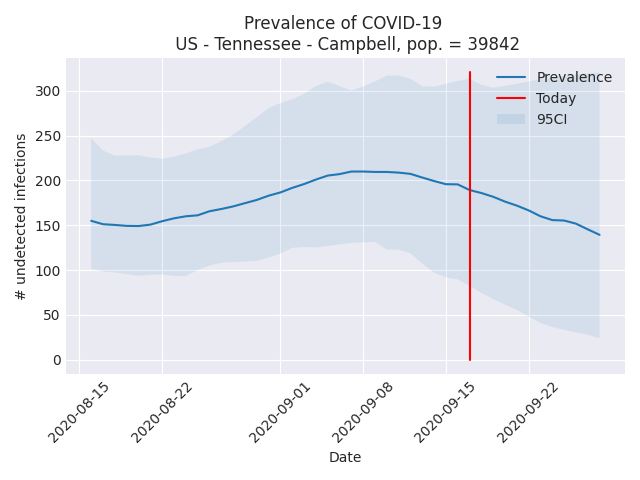 Prevalence of COVID-19
US - Tennessee - Campbell, pop. = 39842
# undetected infections
300
250
200
150
100
50
0
Prevalence
Today
95CI
2020-08-15
2020-08-22
2020-09-01
2020-09-08
2020-09-15
2020-09-22
Date